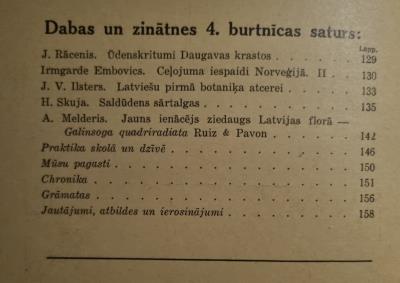 Dabas un zinātnes 4. burtnīcas saturs:
Lapp.
J. Rācenis. Ūdenskritumi Daugavas krastos . . . . . . . . . 129
Irmgarde Embovics. Ceļojuma iespaidi Norveģijā. II . . . . 130
J. V. Ilsters. Latviešu pirmā botaniķa atcerei . . . . . . . 133
H. Skuja. Saldūdens sārtalgas . . . . . . . . . . . . 135
A. Melderis. Jauns ienācējs ziedaugs Latvijas florā —
Galinsoga quadriradiata Ruiz & Pavon . . . . . . . 142
Praktika skolā un dzīvē . . . . . . . . . . . . . 146
Mūsu pagasti . . . . . . . . . . . . . . . . 150
Chronika . . . . . . . . . . . . . . . . . 151
Grāmatas . . . . . . . . . . . . . . . . . 156
Jautājumi, atbildes un ierosinājumi . . . . . . . . . 158